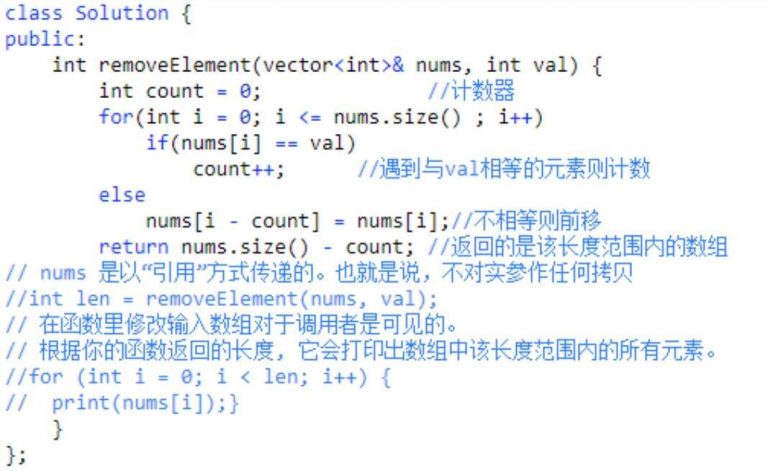 class Solution {
public:
    int removeElement(vector<int>& nums, int val) {
        int count = 0;              //计数器
        for(int i = 0; i <= nums.size() ; i++)
            if(nums[i] == val)
                count++;      //遇到与val相等的元素则计数
        else
            nums[i - count] = nums[i];//不相等则前移
        return nums.size() - count; //返回的是该长度范围内的数组
// nums 是以“引用”方式传递的。也就是说，不对实参作任何拷贝
//int len = removeElement(nums, val);
// 在函数里修改输入数组对于调用者是可见的。
// 根据你的函数返回的长度, 它会打印出数组中该长度范围内的所有元素。
//for (int i = 0; i < len; i++) {
//  print(nums[i]);}
    }
};